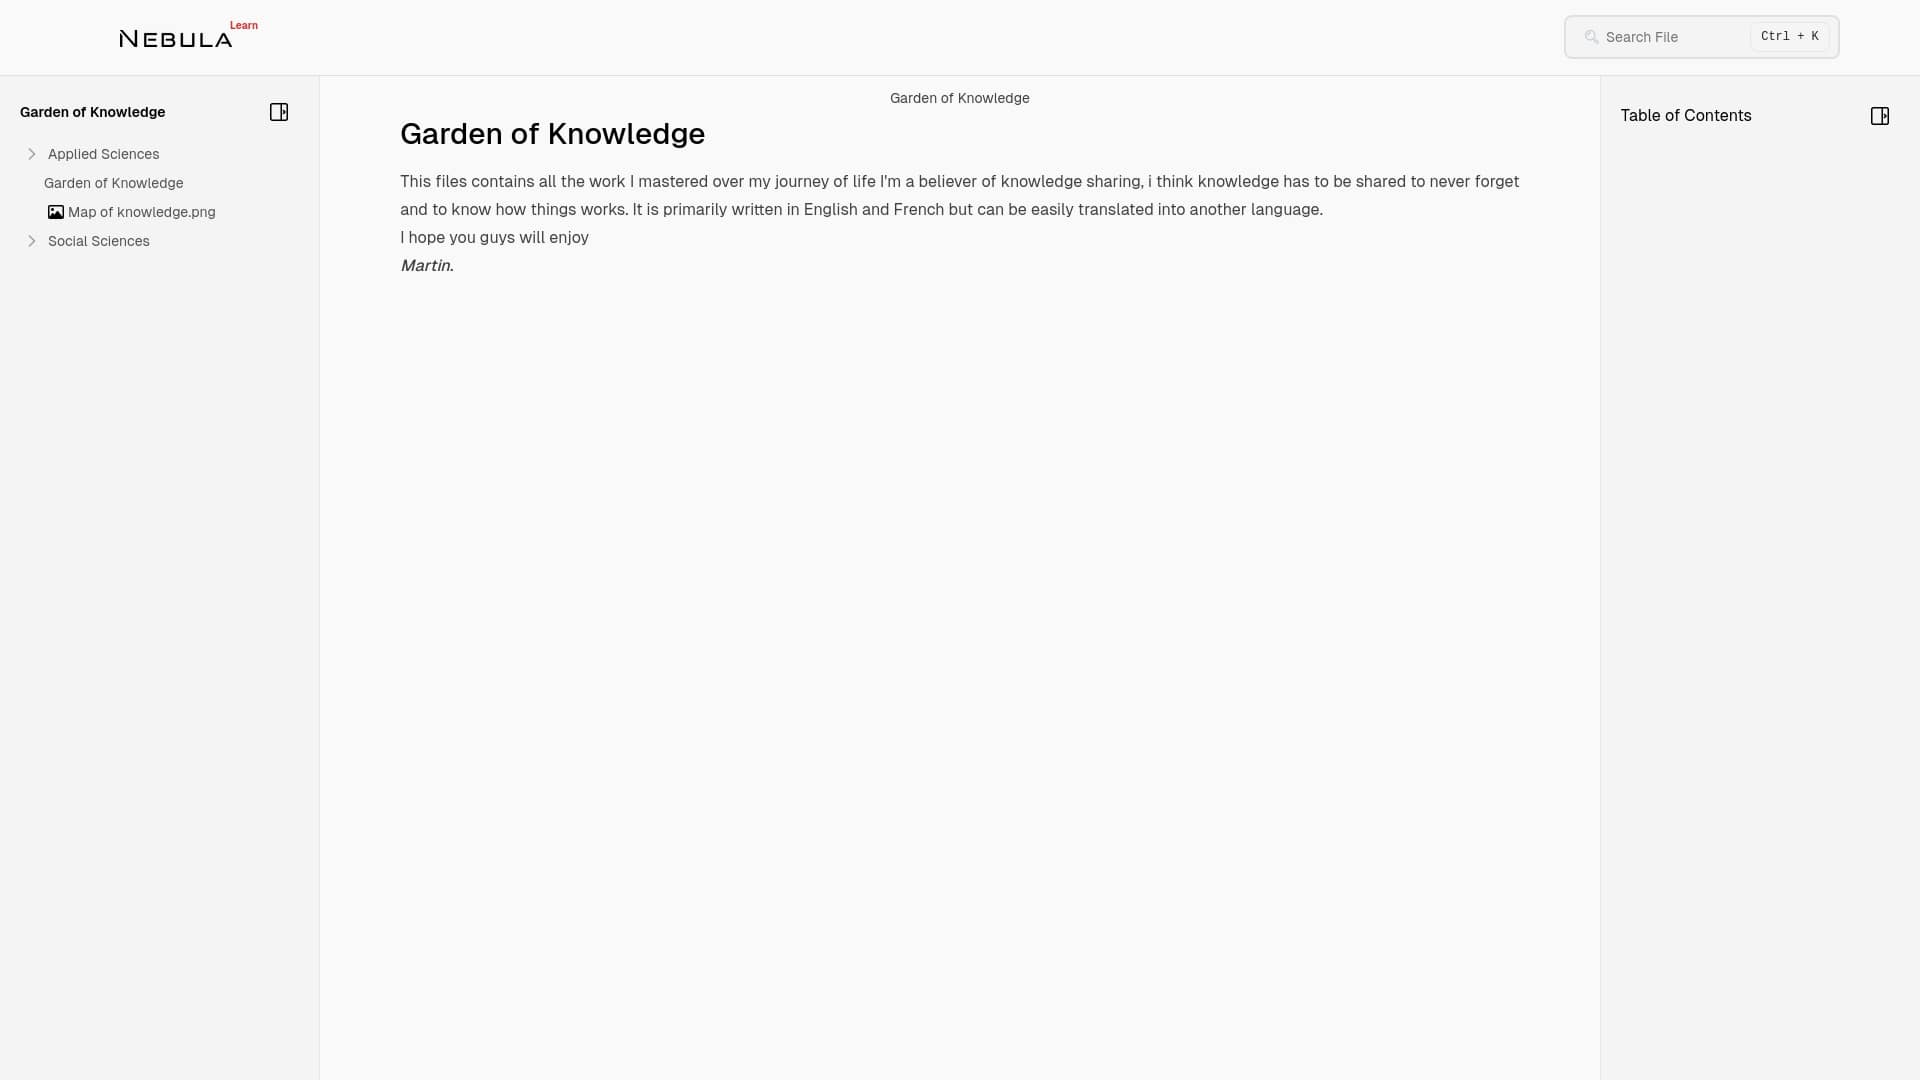 NEBULA Learn
Search File
Ctrl + K
Garden of Knowledge
Applied Sciences
Garden of Knowledge
Map of knowledge.png
Social Sciences
Garden of Knowledge
Garden of Knowledge
This files contains all the work I mastered over my journey of life I'm a believer of knowledge sharing, i think knowledge has to be shared to never forget
and to know how things works. It is primarily written in English and French but can be easily translated into another language.
I hope you guys will enjoy
Martin.
Table of Contents